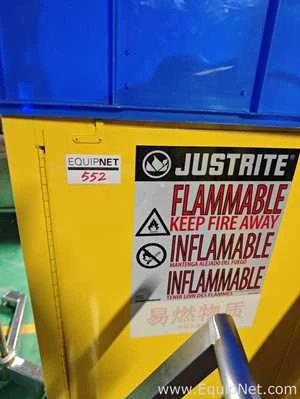 EQUIPNET
552
JUSTRITE®
FLAMMABLE
KEEP FIRE AWAY
INFLAMABLE
MANTENGA ALEJADO DEL FUEGO
INFLAMMABLE
TENIR LOIN DES FLAMMES
易燃物质
www.EquipNet.com